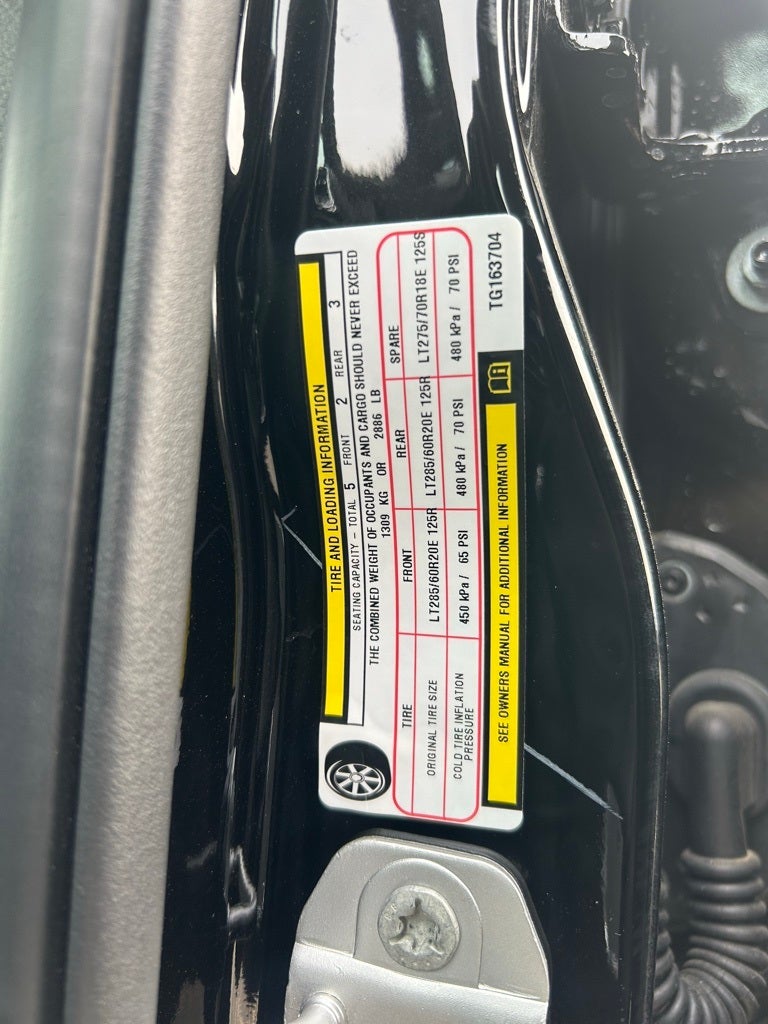 TIRE AND LOADING INFORMATION
SEATING CAPACITY - TOTAL 5 FRONT 2 REAR 3
THE COMBINED WEIGHT OF OCCUPANTS AND CARGO SHOULD NEVER EXCEED
1309 KG OR 2886 LB
TIRE FRONT REAR SPARE
ORIGINAL TIRE SIZE LT285/60R20E 125R LT285/60R20E 125R LT275/70R18E 125S
COLD TIRE INFLATION PRESSURE 450 kPa / 65 PSI 480 kPa / 70 PSI 480 kPa / 70 PSI
SEE OWNERS MANUAL FOR ADDITIONAL INFORMATION
TG163704